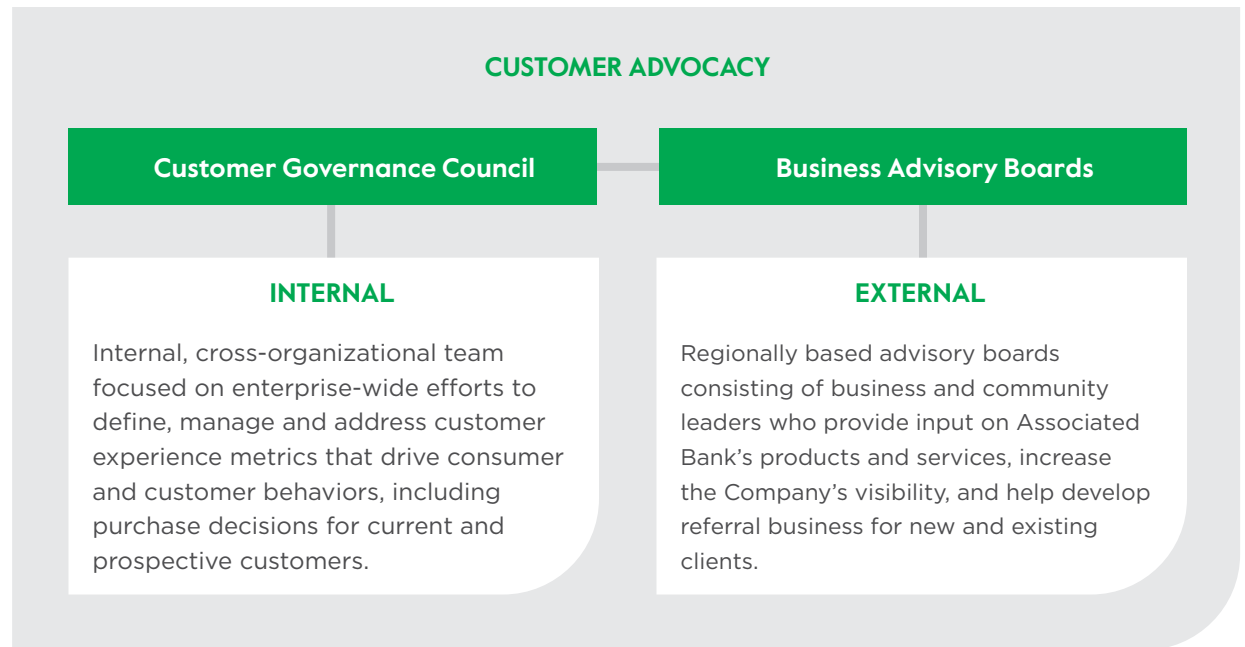 CUSTOMER ADVOCACY
Customer Governance Council
Business Advisory Boards
INTERNAL
Internal, cross-organizational team
focused on enterprise-wide efforts to
define, manage and address customer
experience metrics that drive consumer
and customer behaviors, including
purchase decisions for current and
prospective customers.
EXTERNAL
Regionally based advisory boards
consisting of business and community
leaders who provide input on Associated
Bank’s products and services, increase
the Company’s visibility, and help develop
referral business for new and existing
clients.